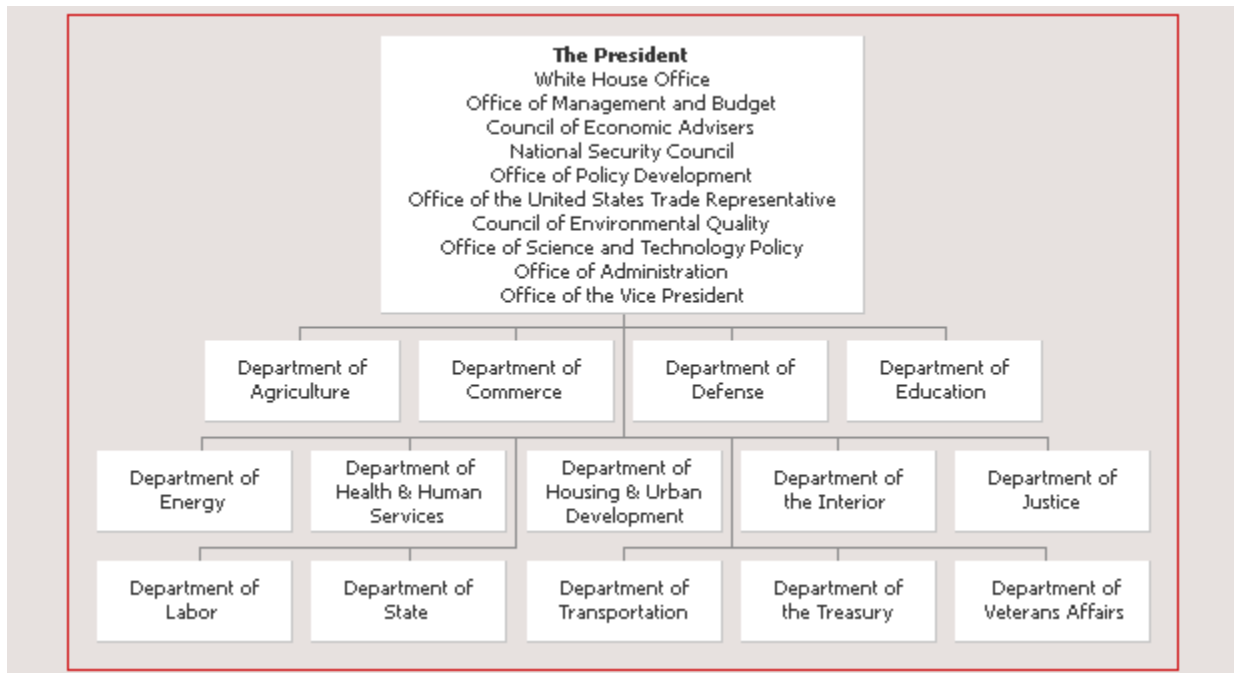 The President
White House Office
Office of Management and Budget
Council of Economic Advisers
National Security Council
Office of Policy Development
Office of the United States Trade Representative
Council of Environmental Quality
Office of Science and Technology Policy
Office of Administration
Office of the Vice President
Department of
Agriculture
Department of
Commerce
Department of
Defense
Department of
Education
Department of
Energy
Department of
Health & Human
Services
Department of
Housing & Urban
Development
Department of
the Interior
Department of
Justice
Department of
Labor
Department of
State
Department of
Transportation
Department of
the Treasury
Department of
Veterans Affairs